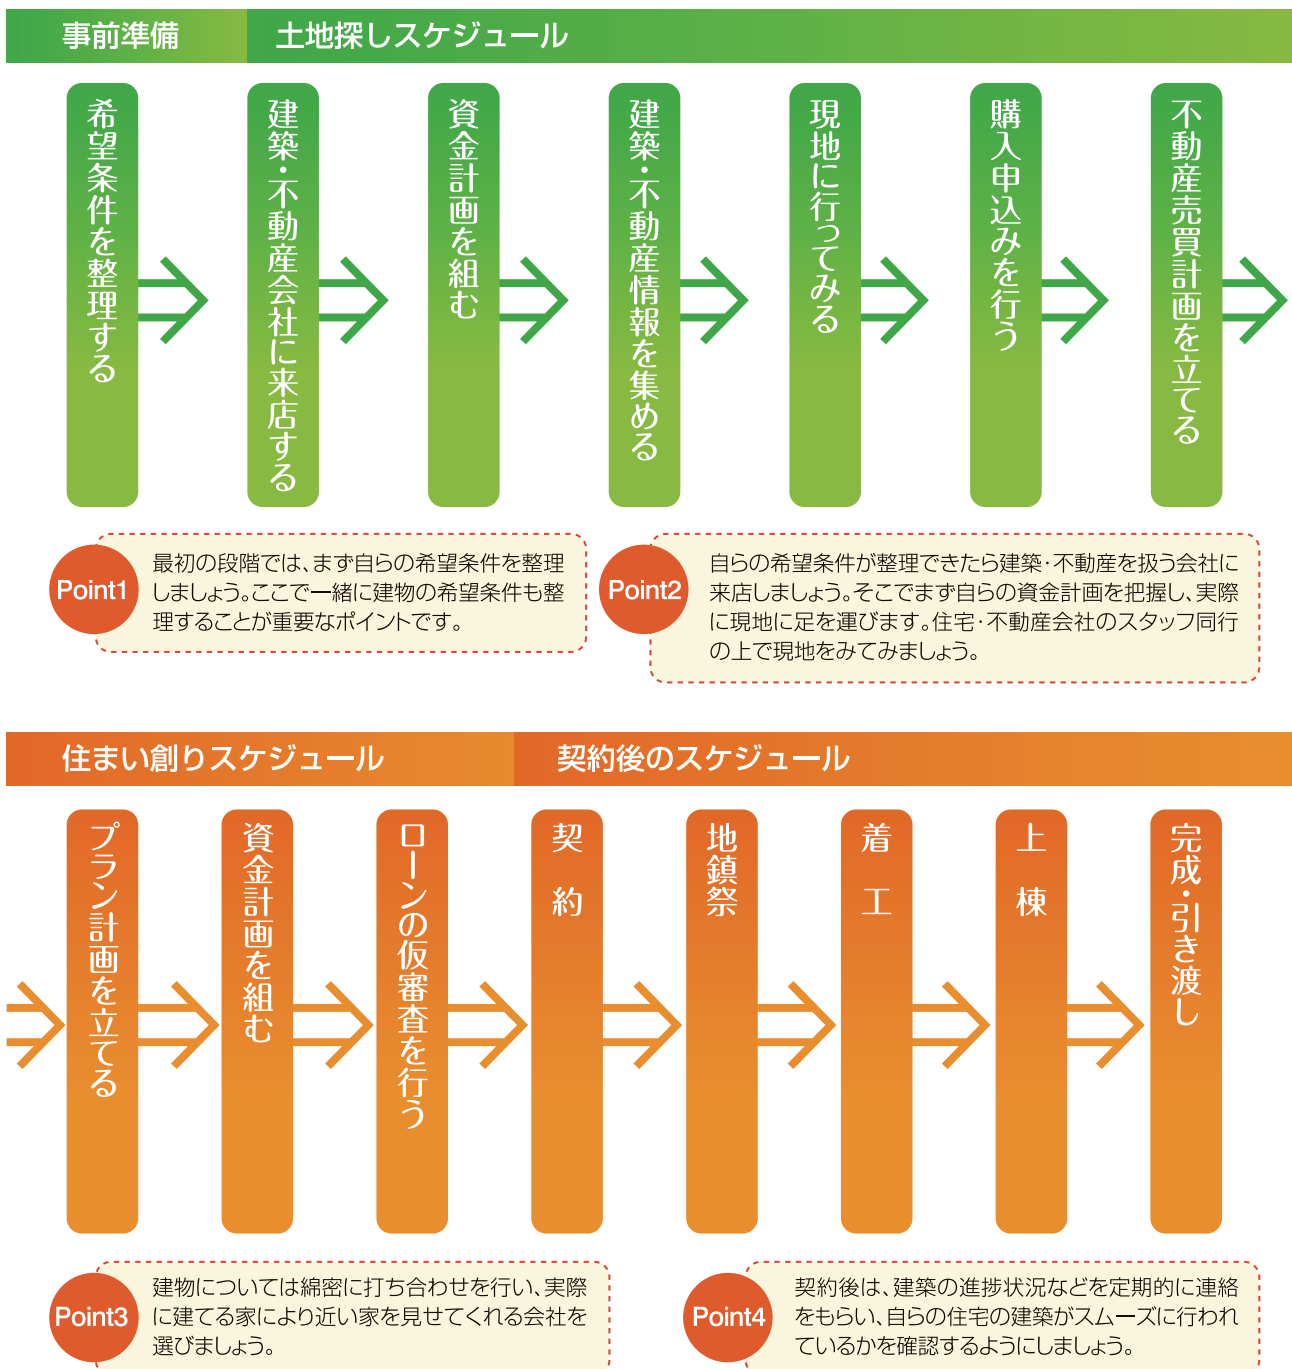 事前準備
土地探しスケジュール
希望条件を整理する
建築・不動産会社に来店する
資金計画を組む
建築・不動産情報を集める
現地に行ってみる
購入申込みを行う
不動産売買計画を立てる
Point1
最初の段階では、まず自らの希望条件を整理
しましょう。ここで一緒に建物の希望条件も整
理することが重要なポイントです。
Point2
自らの希望条件が整理できたら建築・不動産を扱う会社に
来店しましょう。そこでまず自らの資金計画を把握し、実際
に現地に足を運びます。住宅・不動産会社のスタッフ同行
の上で現地をみてみましょう。
住まい創りスケジュール
契約後のスケジュール
プラン計画を立てる
資金計画を組む
ローンの仮審査を行う
契　約
地鎮祭
着　工
上　棟
完成・引き渡し
Point3
建物については綿密に打ち合わせを行い、実際
に建てる家により近い家を見せてくれる会社を
選びましょう。
Point4
契約後は、建築の進捗状況などを定期的に連絡
をもらい、自らの住宅の建築がスムーズに行われ
ているかを確認するようにしましょう。